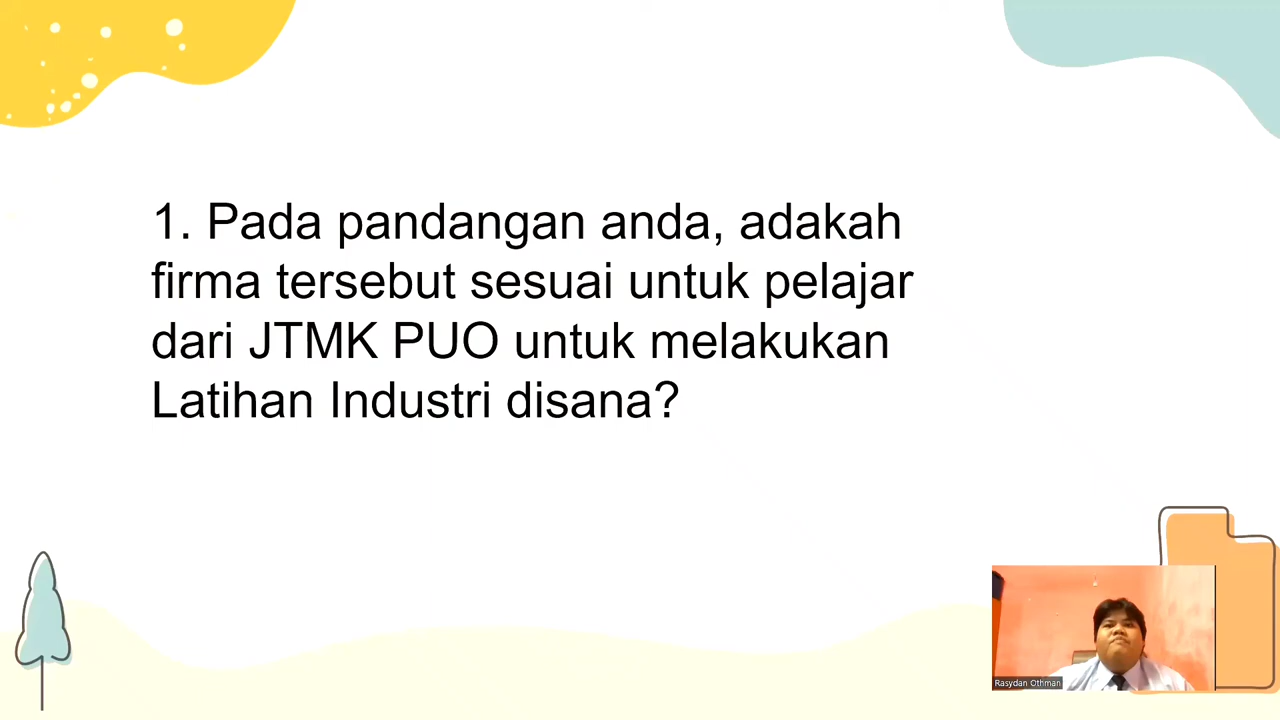 1. Pada pandangan anda, adakah
firma tersebut sesuai untuk pelajar
dari JTMK PUO untuk melakukan
Latihan Industri disana?
Rasydan Othman